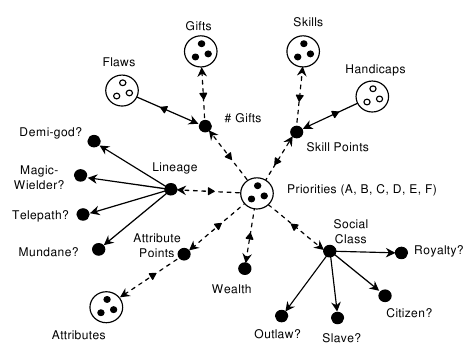 Gifts
Skills
Flaws
Handicaps
# Gifts
Skill Points
Demi-god?
Lineage
Magic-
Wielder?
Priorities (A, B, C, D, E, F)
Telepath?
Mundane?
Attribute
Points
Social
Class
Royalty?
Wealth
Citizen?
Attributes
Outlaw?
Slave?